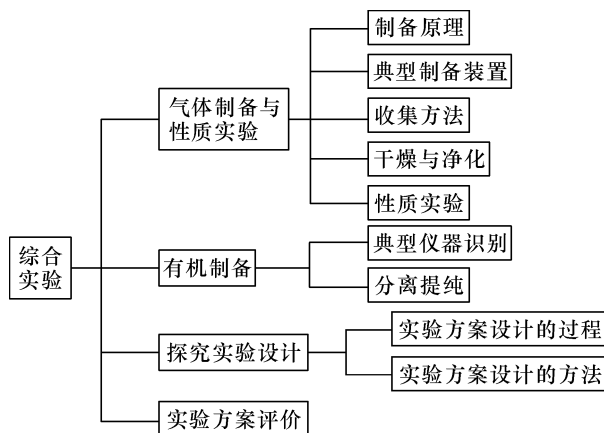 制备原理
典型制备装置
气体制备与
性质实验
收集方法
干燥与净化
性质实验
综合
实验
有机制备
典型仪器识别
分离提纯
探究实验设计
实验方案设计的过程
实验方案设计的方法
实验方案评价